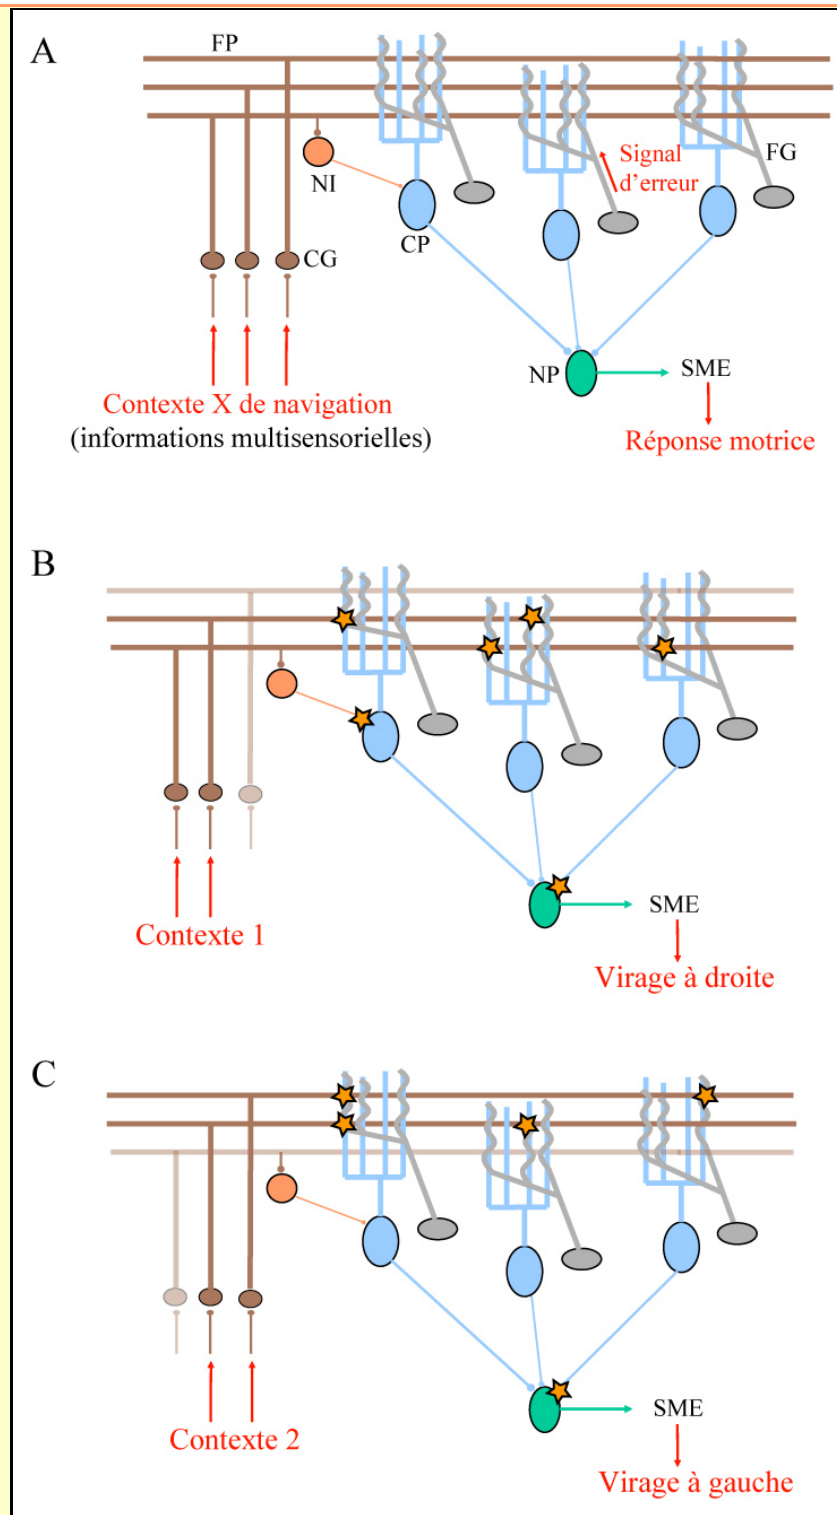 A
FP
NI
CP
CG
Signal
d’erreur
FG
NP
SME
Contexte X de navigation
(informations multisensorielles)
Réponse motrice
B
SME
Contexte 1
Virage à droite
C
SME
Contexte 2
Virage à gauche